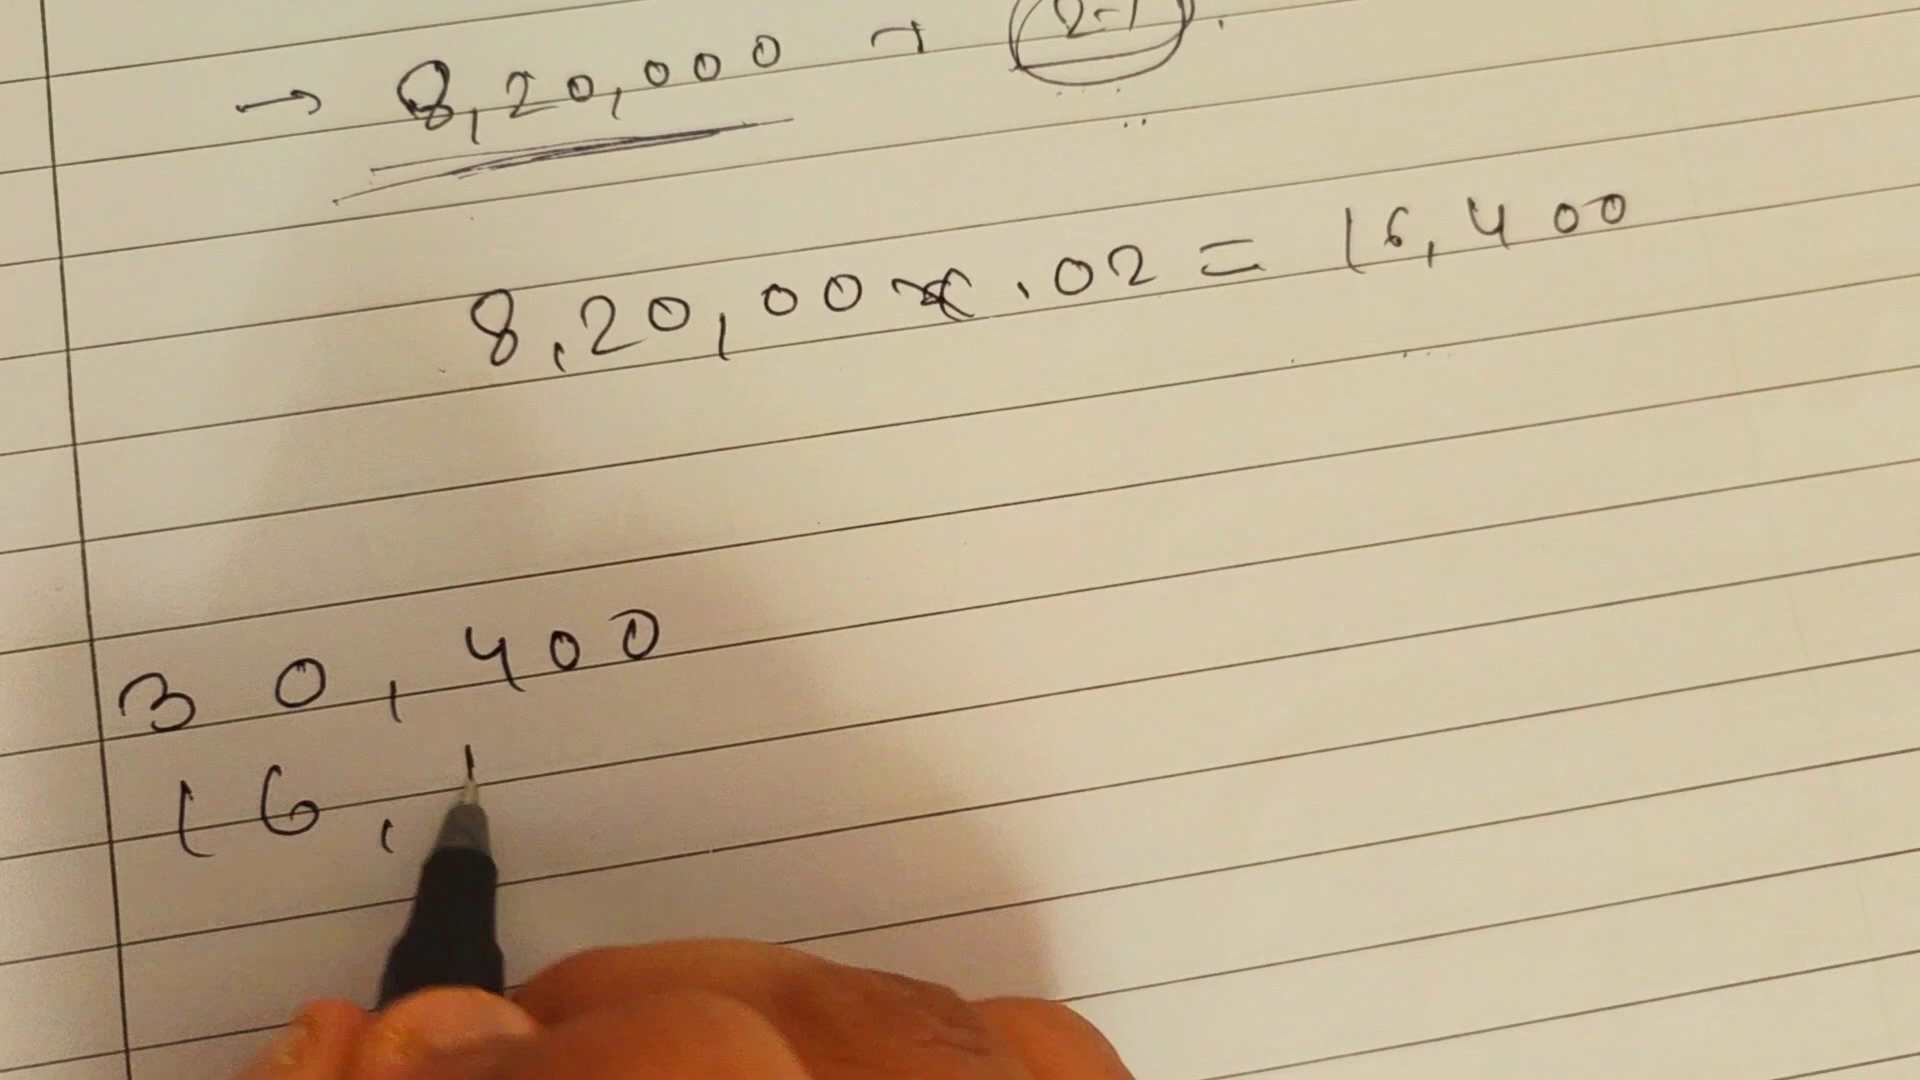 → 8,20,000 →
8,20,00 x .02 = 16,400
30,400
16,